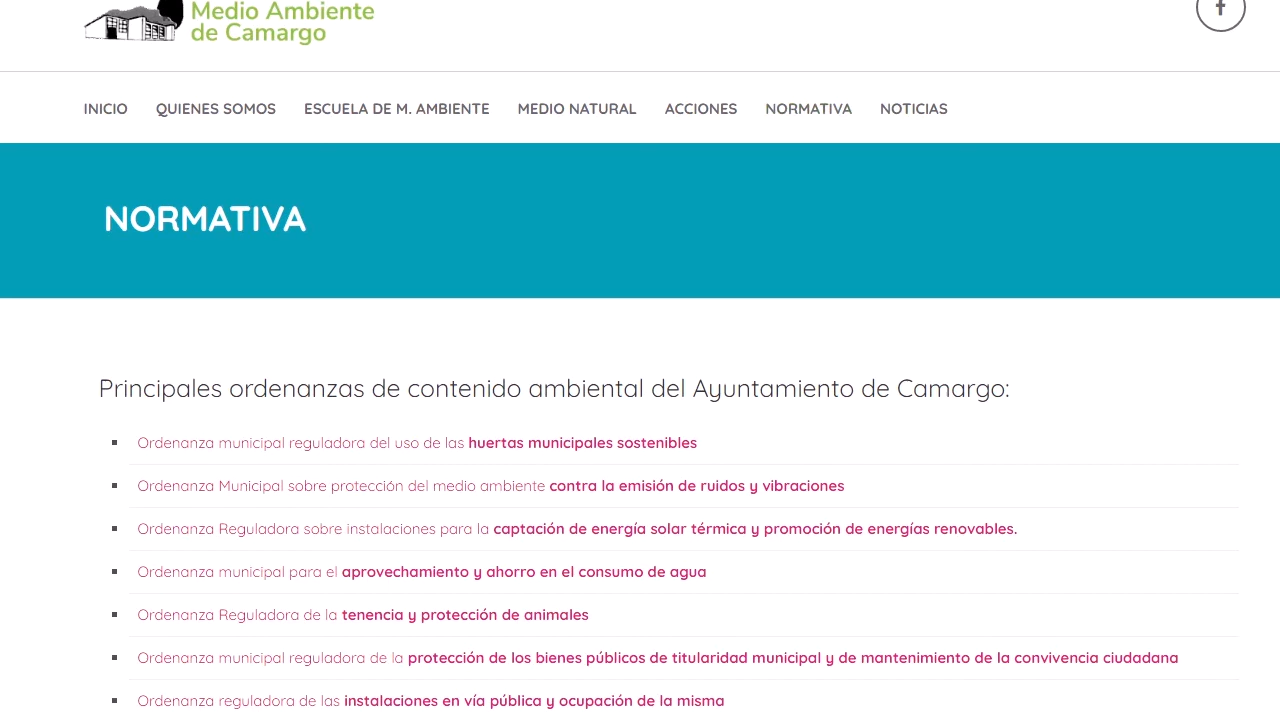 Medio Ambiente
de Camargo
INICIO QUIENES SOMOS ESCUELA DE M. AMBIENTE MEDIO NATURAL ACCIONES NORMATIVA NOTICIAS
NORMATIVA
Principales ordenanzas de contenido ambiental del Ayuntamiento de Camargo:
Ordenanza municipal reguladora del uso de las huertas municipales sostenibles
Ordenanza Municipal sobre protección del medio ambiente contra la emisión de ruidos y vibraciones
Ordenanza Reguladora sobre instalaciones para la captación de energía solar térmica y promoción de energías renovables.
Ordenanza municipal para el aprovechamiento y ahorro en el consumo de agua
Ordenanza Reguladora de la tenencia y protección de animales
Ordenanza municipal reguladora de la protección de los bienes públicos de titularidad municipal y de mantenimiento de la convivencia ciudadana
Ordenanza reguladora de las instalaciones en vía pública y ocupación de la misma